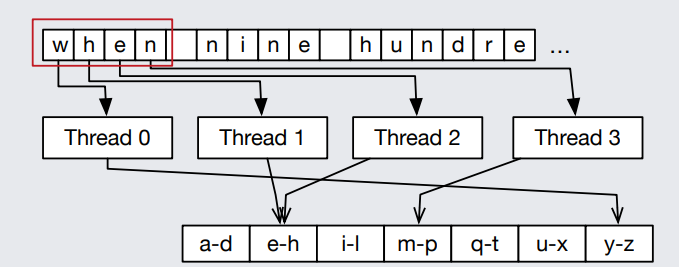 w h e n n i n e h u n d r e ...
Thread 0 Thread 1 Thread 2 Thread 3
a-d e-h i-l m-p q-t u-x y-z